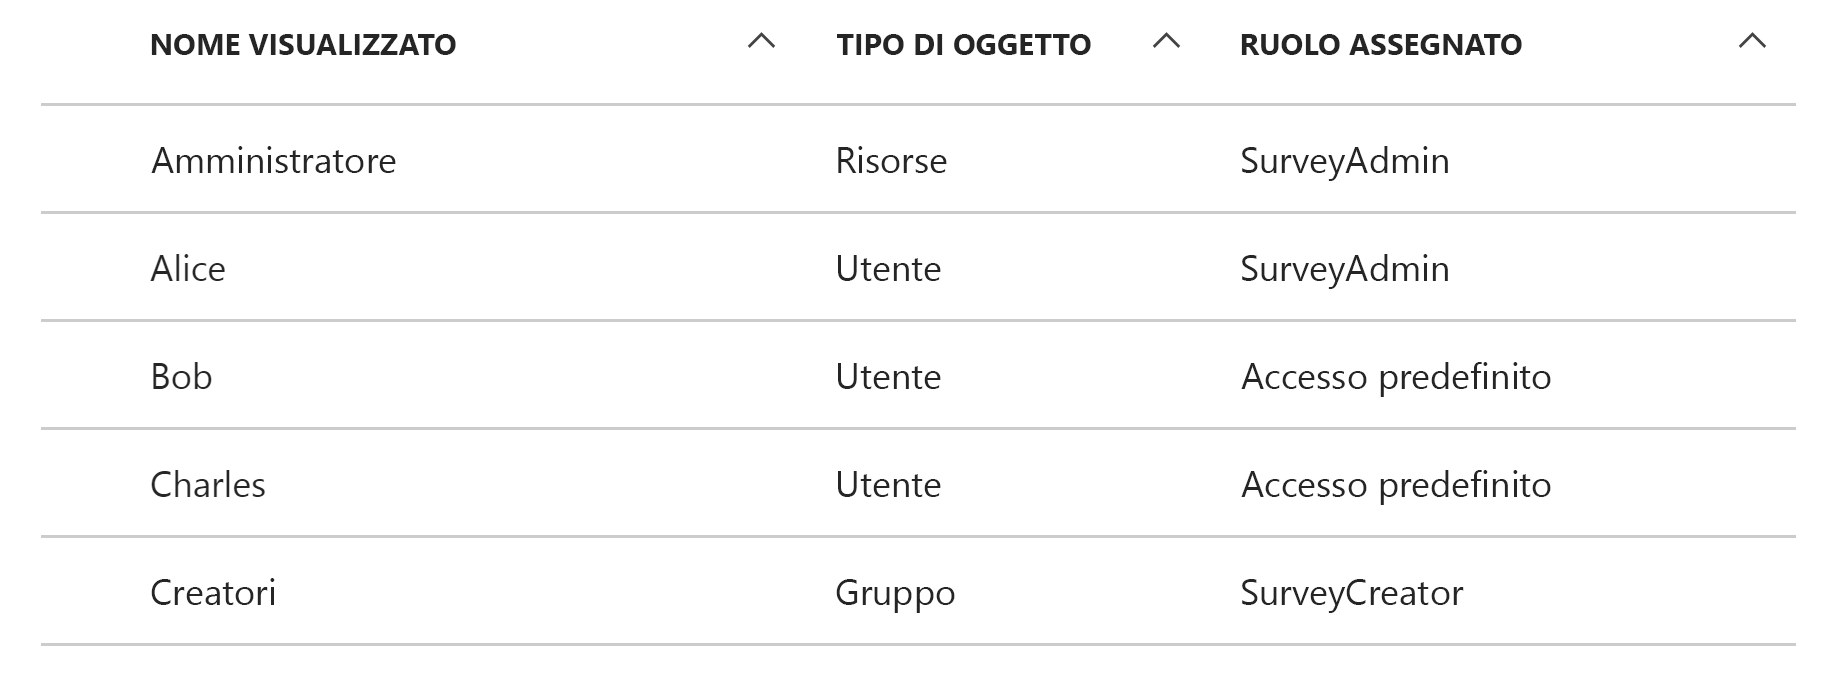 NOME VISUALIZZATO TIPO DI OGGETTO RUOLO ASSEGNATO
Amministratore Risorse SurveyAdmin
Alice Utente SurveyAdmin
Bob Utente Accesso predefinito
Charles Utente Accesso predefinito
Creatori Gruppo SurveyCreator